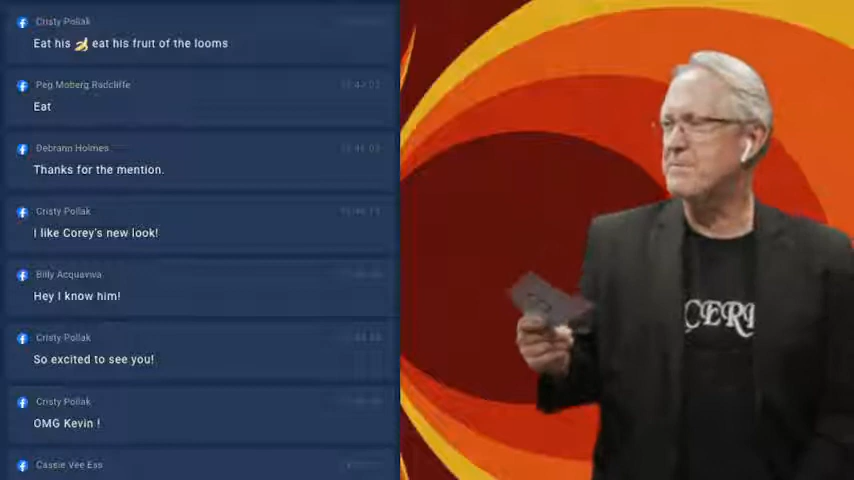 Cristy Pollak
Eat his 🍌 eat his fruit of the looms
Peg Moberg Radcliffe
Eat
Debrann Holmes
Thanks for the mention.
Cristy Pollak
I like Corey's new look!
Billy Acquaviva
Hey I know him!
Cristy Pollak
So excited to see you!
Cristy Pollak
OMG Kevin !
Cassie Vee Ess
CERE